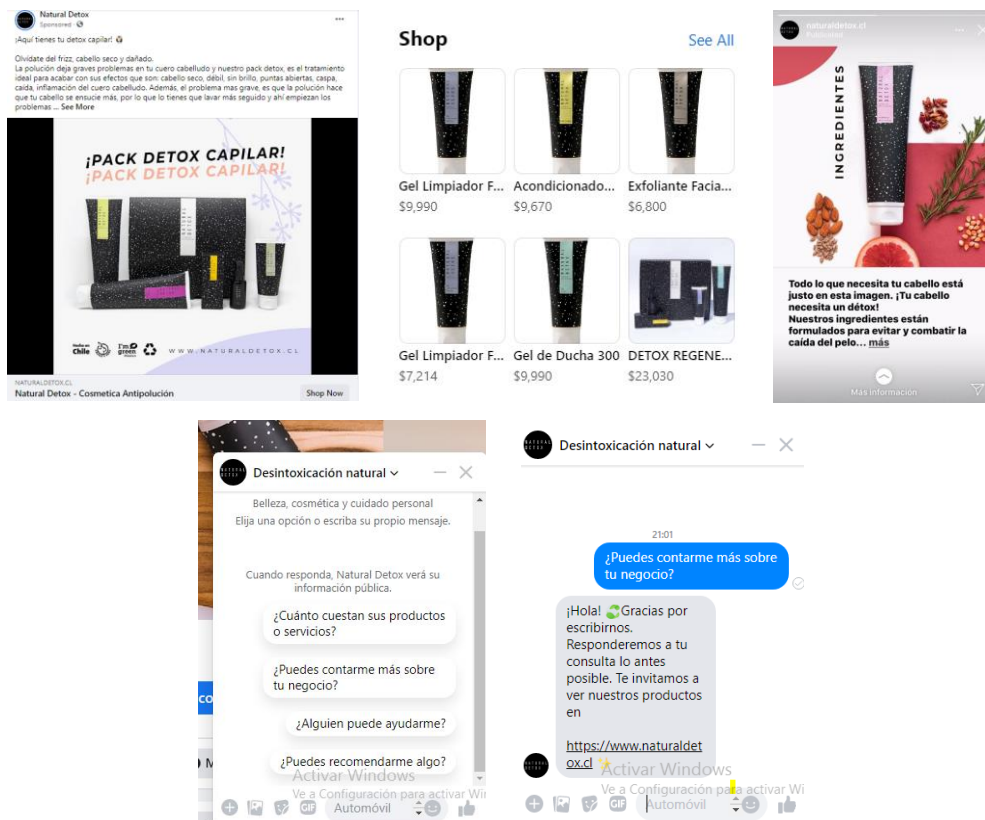 Natural Detox
Sponsored ·
¡Aquí tienes tu detox capilar!
Olvídate del frizz, cabello seco y dañado.
La polución deja graves problemas en tu cuero cabelludo y nuestro pack detox, es el tratamiento
ideal para acabar con sus efectos que son: cabello seco, débil, sin brillo, puntas abiertas, caspa,
caída, inflamación del cuero cabelludo. Además, el problema mas grave, es que la polución hace
que tu cabello se ensucie más, por lo que lo tienes que lavar más seguido y ahí empiezan los
problemas ... See More
¡PACK DETOX CAPILAR!
¡PACK DETOX CAPILAR!
NATURAL DETOX
Hecho en
Chile
I'm
green
WWW.NATURALDETOX.CL
NATURALDETOX.CL
Natural Detox - Cosmetica Antipolución
Shop Now
Shop
See All
Gel Limpiador F...
Acondicionado...
Exfoliante Facia...
$9,990
$9,670
$6,800
Gel Limpiador F...
Gel de Ducha 300
DETOX REGENE...
$7,214
$9,990
$23,030
naturaldetox.cl
Publicidad
INGREDIENTES
Todo lo que necesita tu cabello está
justo en esta imagen. ¡Tu cabello
necesita un détox!
Nuestros ingredientes están
formulados para evitar y combatir la
caída del pelo... más
Más información
Desintoxicación natural
Belleza, cosmética y cuidado personal
Elija una opción o escriba su propio mensaje.
Cuando responda, Natural Detox verá su
información pública.
¿Cuánto cuestan sus productos
o servicios?
¿Puedes contarme más sobre
tu negocio?
¿Alguien puede ayudarme?
¿Puedes recomendarme algo?
Activar Windows
Ve a Configuración para activar Wi
GIF
Automóvil
Desintoxicación natural
21:01
¿Puedes contarme más sobre
tu negocio?
¡Hola! Gracias por
escribirnos.
Responderemos a tu
consulta lo antes
posible. Te invitamos a
ver nuestros productos
en
https://www.naturaldet
ox.cl
Activar Windows
Ve a Configuración para activar Wi
GIF
Automóvil